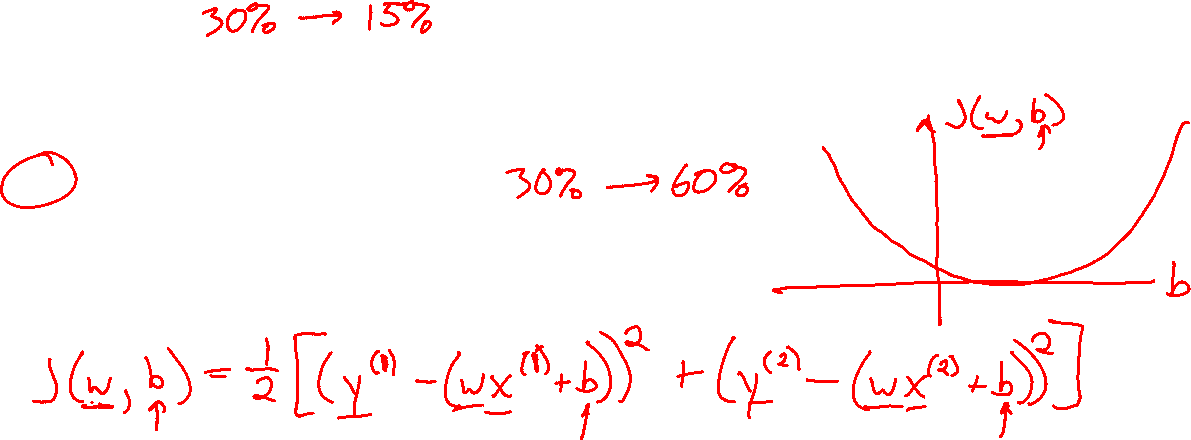 30% → 15%
J(w, b)
30% → 60%
b
J(w, b) = 1/2 [(y^(1) - (wx^(1) + b))^2 + (y^(2) - (wx^(2) + b))^2]